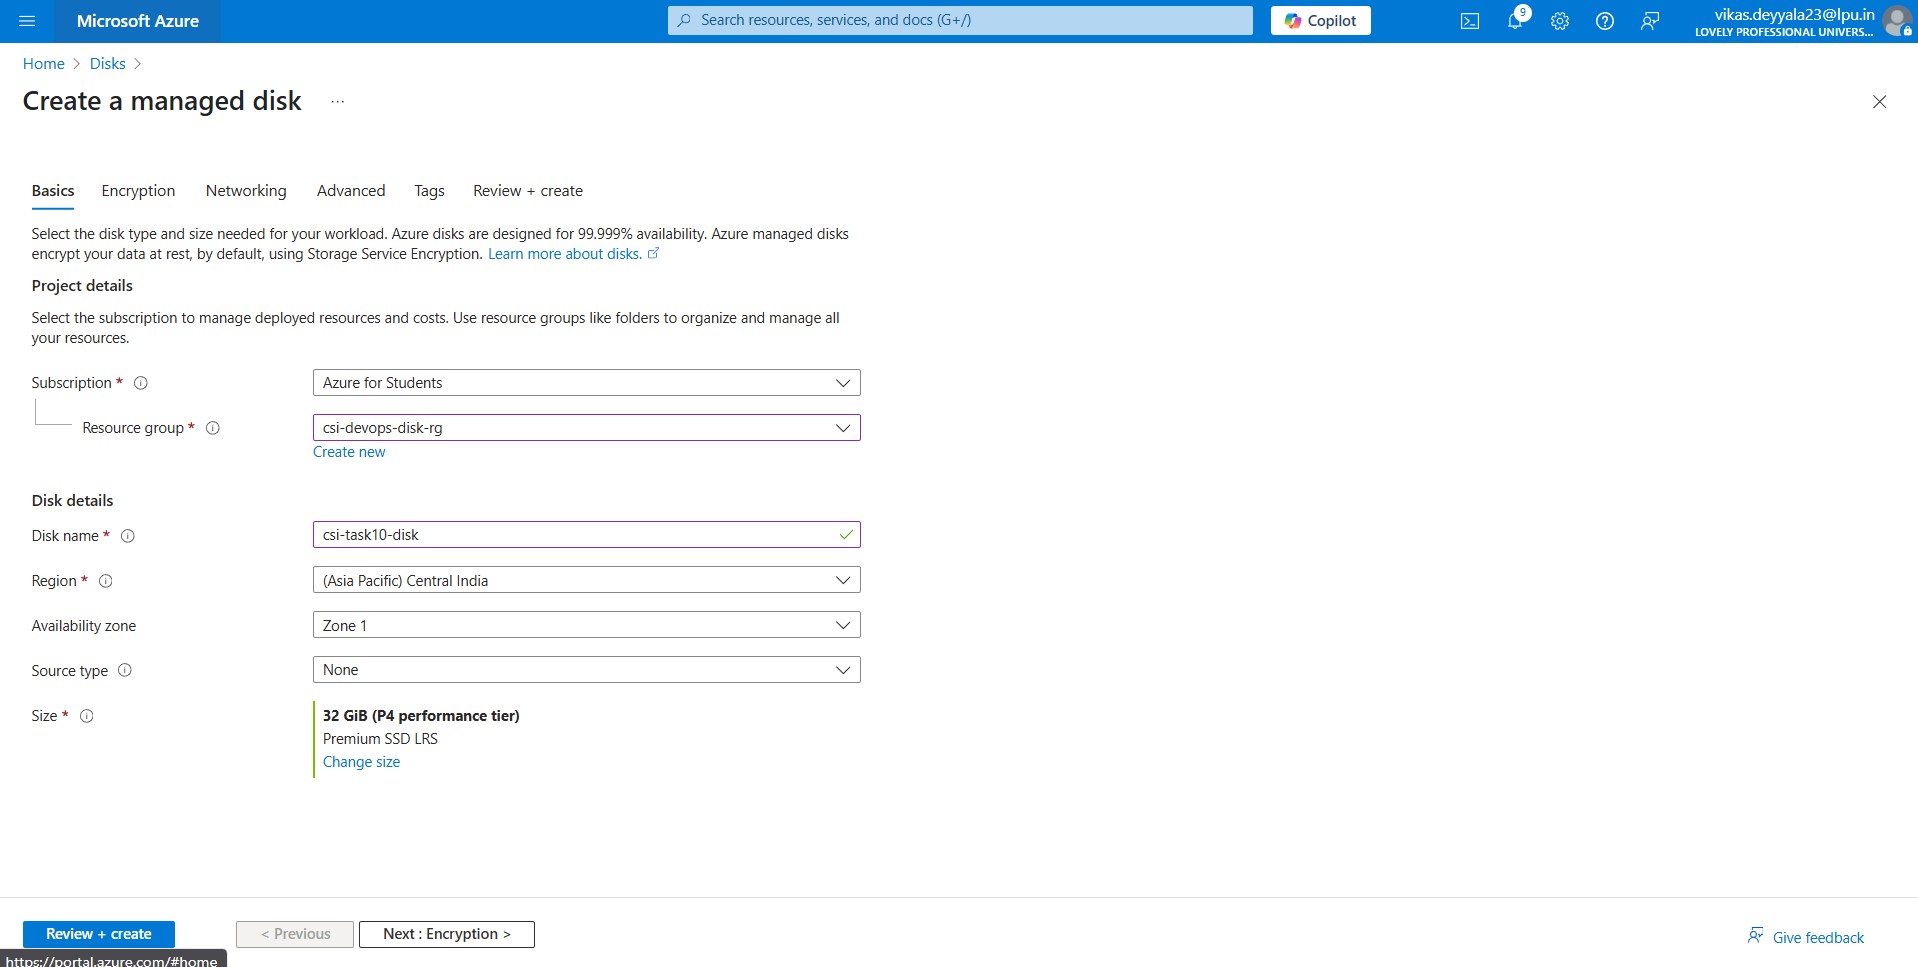 Microsoft Azure
Search resources, services, and docs (G+/)
Copilot
9
vikas.deyyala23@lpu.in
LOVELY PROFESSIONAL UNIVERS...
Home > Disks >
Create a managed disk ...
Basics Encryption Networking Advanced Tags Review + create
Select the disk type and size needed for your workload. Azure disks are designed for 99.999% availability. Azure managed disks
encrypt your data at rest, by default, using Storage Service Encryption. Learn more about disks.
Project details
Select the subscription to manage deployed resources and costs. Use resource groups like folders to organize and manage all
your resources.
Subscription * Azure for Students
Resource group * csi-devops-disk-rg
Create new
Disk details
Disk name * csi-task10-disk
Region * (Asia Pacific) Central India
Availability zone Zone 1
Source type None
Size * 32 GiB (P4 performance tier)
Premium SSD LRS
Change size
Review + create < Previous Next : Encryption > Give feedback
https://portal.azure.com/#home